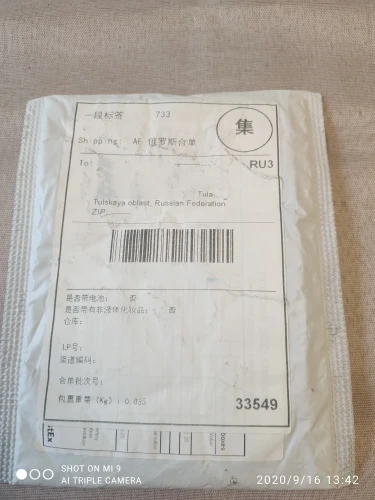 一段标签 733
集
Shipping: AE 俄罗斯合单
To:
RU3
Tula
Tulskaya oblast, Russian Federation
ZIP:
是否带电池： 否
是否带有非液体化妆品： 否
仓库：
LP号：
渠道编码：
合单批次号：
包裹重量（Kg）：0.035
33549
SHOT ON MI 9
AI TRIPLE CAMERA
2020/9/16 13:42